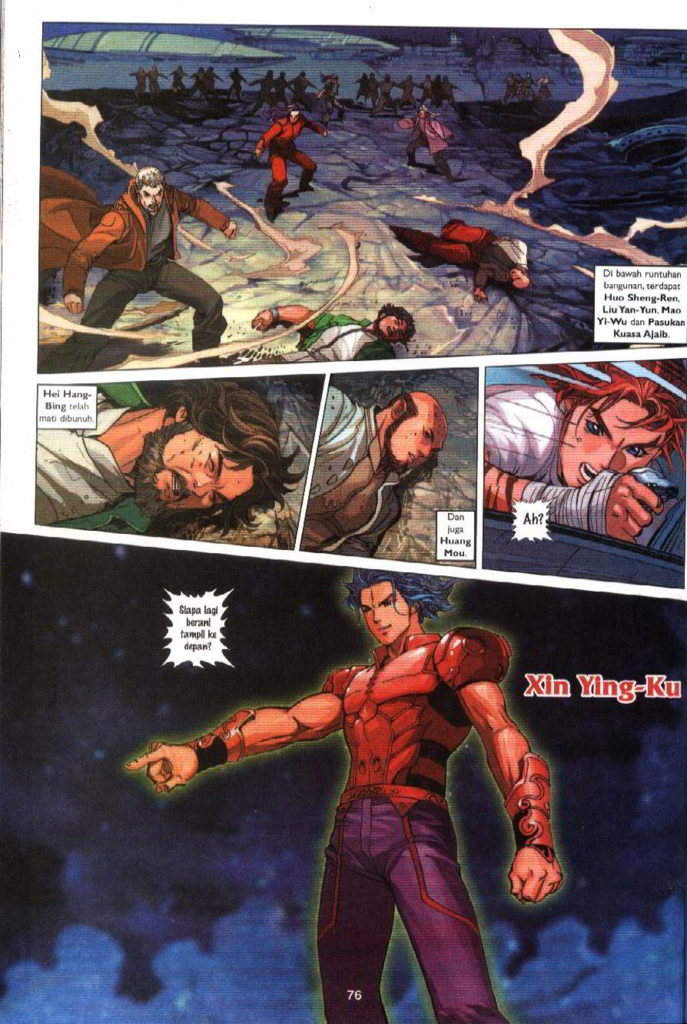 Di bawah runtuhan
bangunan, terdapat
Huo Sheng-Ren,
Liu Yan-Yun, Mao
Yi-Wu dan Pasukan
Kuasa Ajaib.
Hei Hang-
Bing telah
mati dibunuh.
Dan
juga
Huang
Mou.
Ah?
Siapa lagi
berani
tampil ke
depan?
Xin Ying-Ku
76